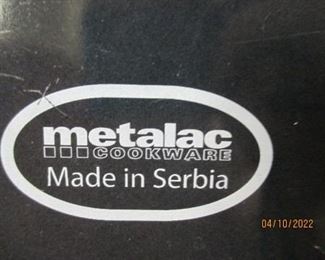 metalac
COOKWARE
Made in Serbia
04/10/2022